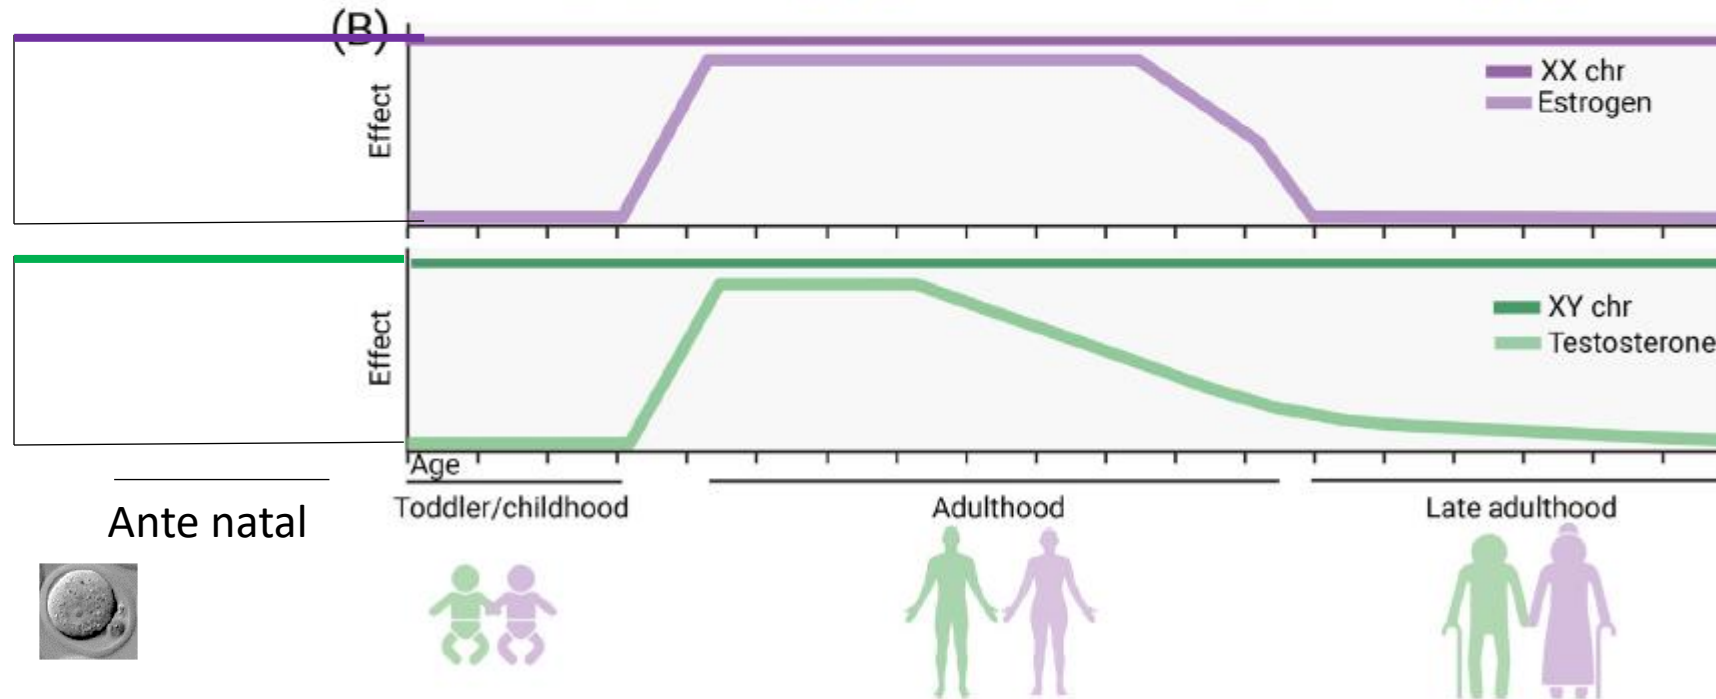 (B)
Effect
XX chr
Estrogen
Effect
XY chr
Testosterone
Age
Toddler/childhood
Adulthood
Late adulthood
Ante natal